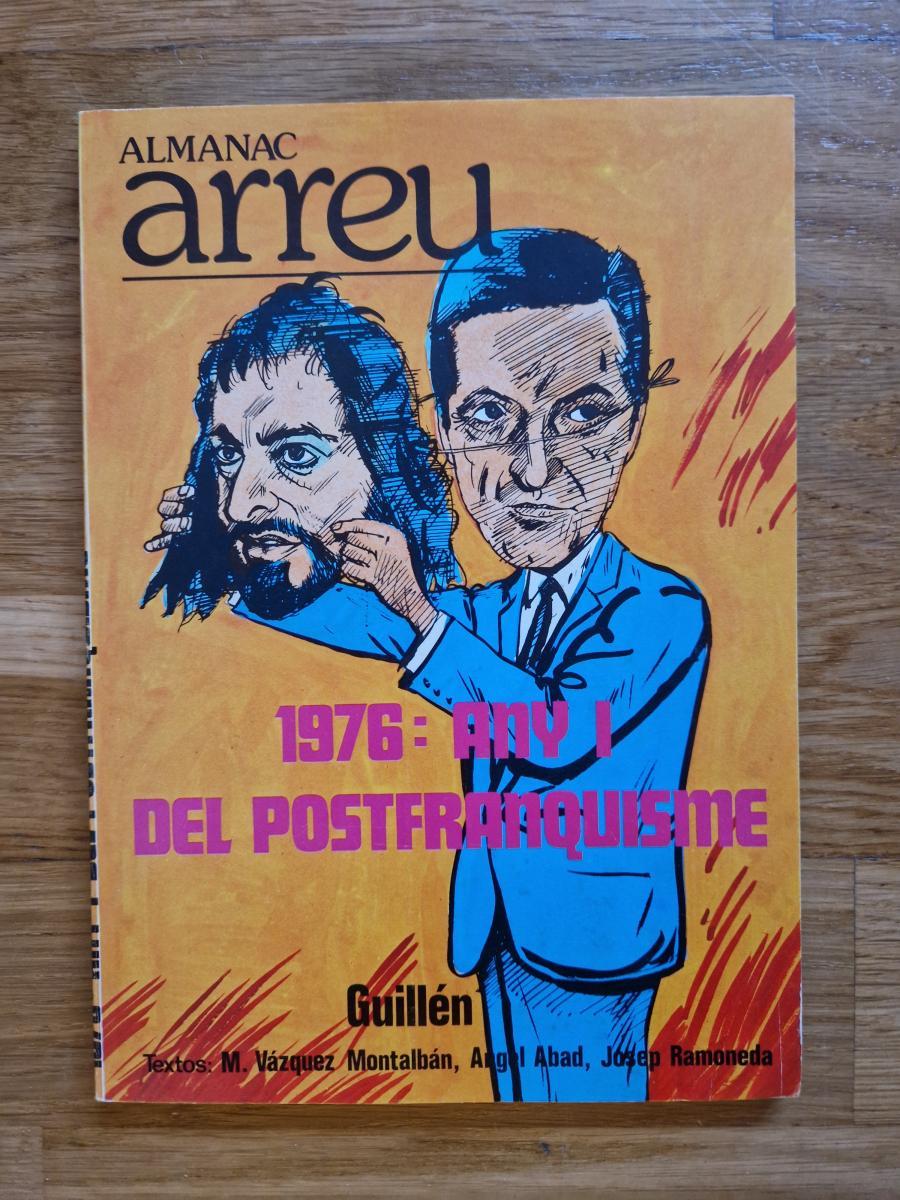 ALMANAC
arreu
1976: ANY I
DEL POSTFRANQUISME
Guillén
Textos: M. Vázquez Montalbán, Angel Abad, Josep Ramoneda